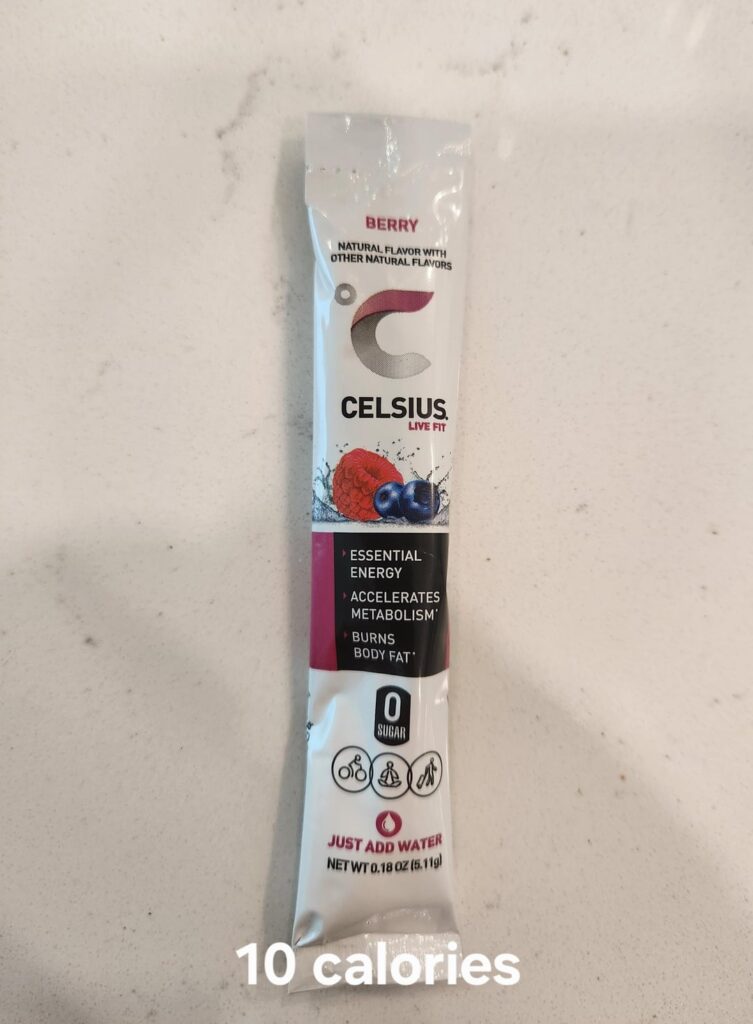 BERRY
NATURAL FLAVOR WITH
OTHER NATURAL FLAVORS
°C
CELSIUS.
LIVE FIT
ESSENTIAL
ENERGY
ACCELERATES
METABOLISM*
BURNS
BODY FAT*
0
SUGAR
JUST ADD WATER
NET WT 0.18 OZ (5.11g)
10 calories